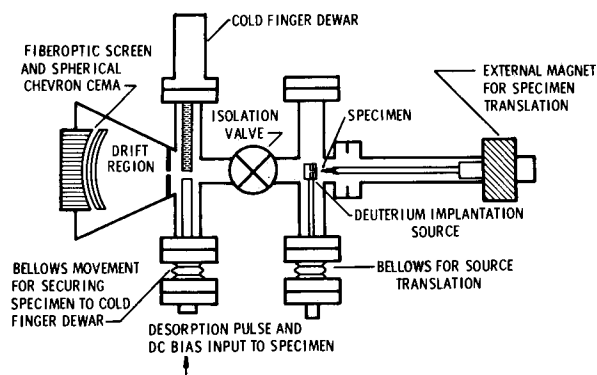 COLD FINGER DEWAR
FIBEROPTIC SCREEN
AND SPHERICAL
CHEVRON CEMA
EXTERNAL MAGNET
FOR SPECIMEN
TRANSLATION
ISOLATION
VALVE
SPECIMEN
DRIFT
REGION
DEUTERIUM IMPLANTATION
SOURCE
BELLOWS MOVEMENT
FOR SECURING
SPECIMEN TO COLD
FINGER DEWAR
BELLOWS FOR SOURCE
TRANSLATION
DESORPTION PULSE AND
DC BIAS INPUT TO SPECIMEN